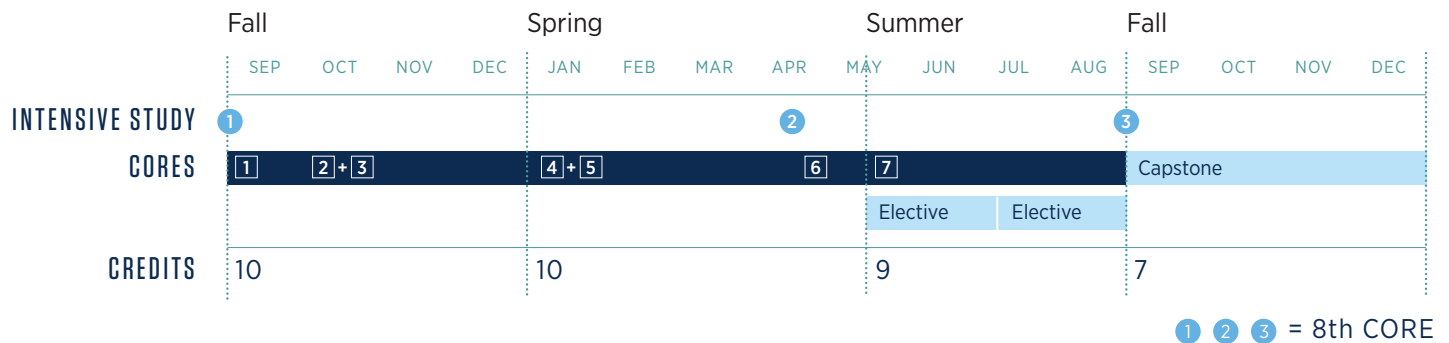 Fall Spring Summer Fall
SEP OCT NOV DEC JAN FEB MAR APR MAY JUN JUL AUG SEP OCT NOV DEC
INTENSIVE STUDY 1 2 3
CORES 1 2+3 4+5 6 7 Capstone
Elective Elective
CREDITS 10 10 9 7
1 2 3 = 8th CORE